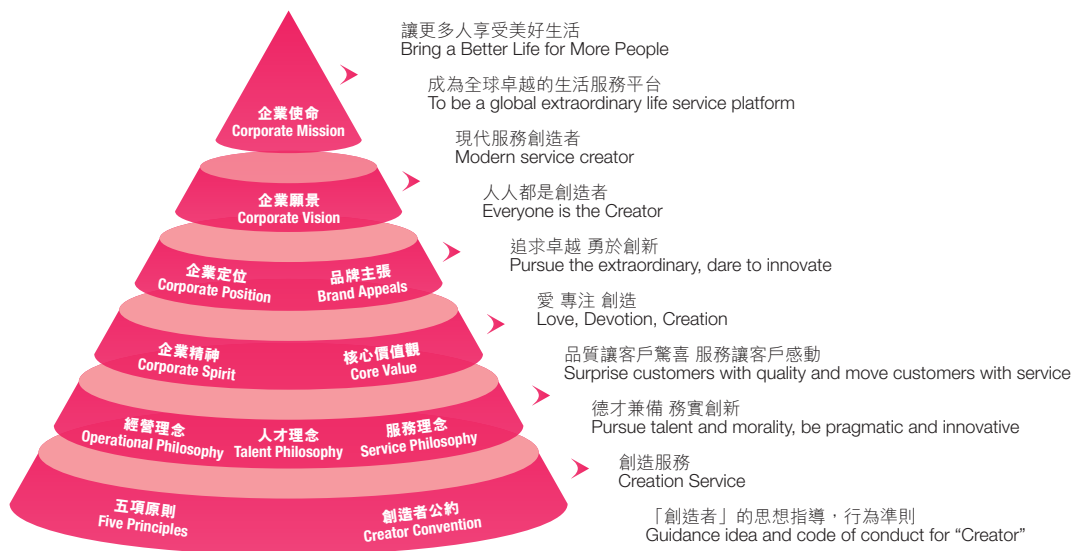 讓更多人享受美好生活
Bring a Better Life for More People
成為全球卓越的生活服務平台
To be a global extraordinary life service platform
企業使命
Corporate Mission
現代服務創造者
Modern service creator
人人都是創造者
Everyone is the Creator
企業願景
Corporate Vision
追求卓越 勇於創新
Pursue the extraordinary, dare to innovate
企業定位
Corporate Position
品牌主張
Brand Appeals
愛 專注 創造
Love, Devotion, Creation
企業精神
Corporate Spirit
核心價值觀
Core Value
品質讓客戶驚喜 服務讓客戶感動
Surprise customers with quality and move customers with service
德才兼備 務實創新
Pursue talent and morality, be pragmatic and innovative
經營理念
Operational Philosophy
人才理念
Talent Philosophy
服務理念
Service Philosophy
創造服務
Creation Service
五項原則
Five Principles
創造者公約
Creator Convention
「創造者」的思想指導，行為準則
Guidance idea and code of conduct for “Creator”